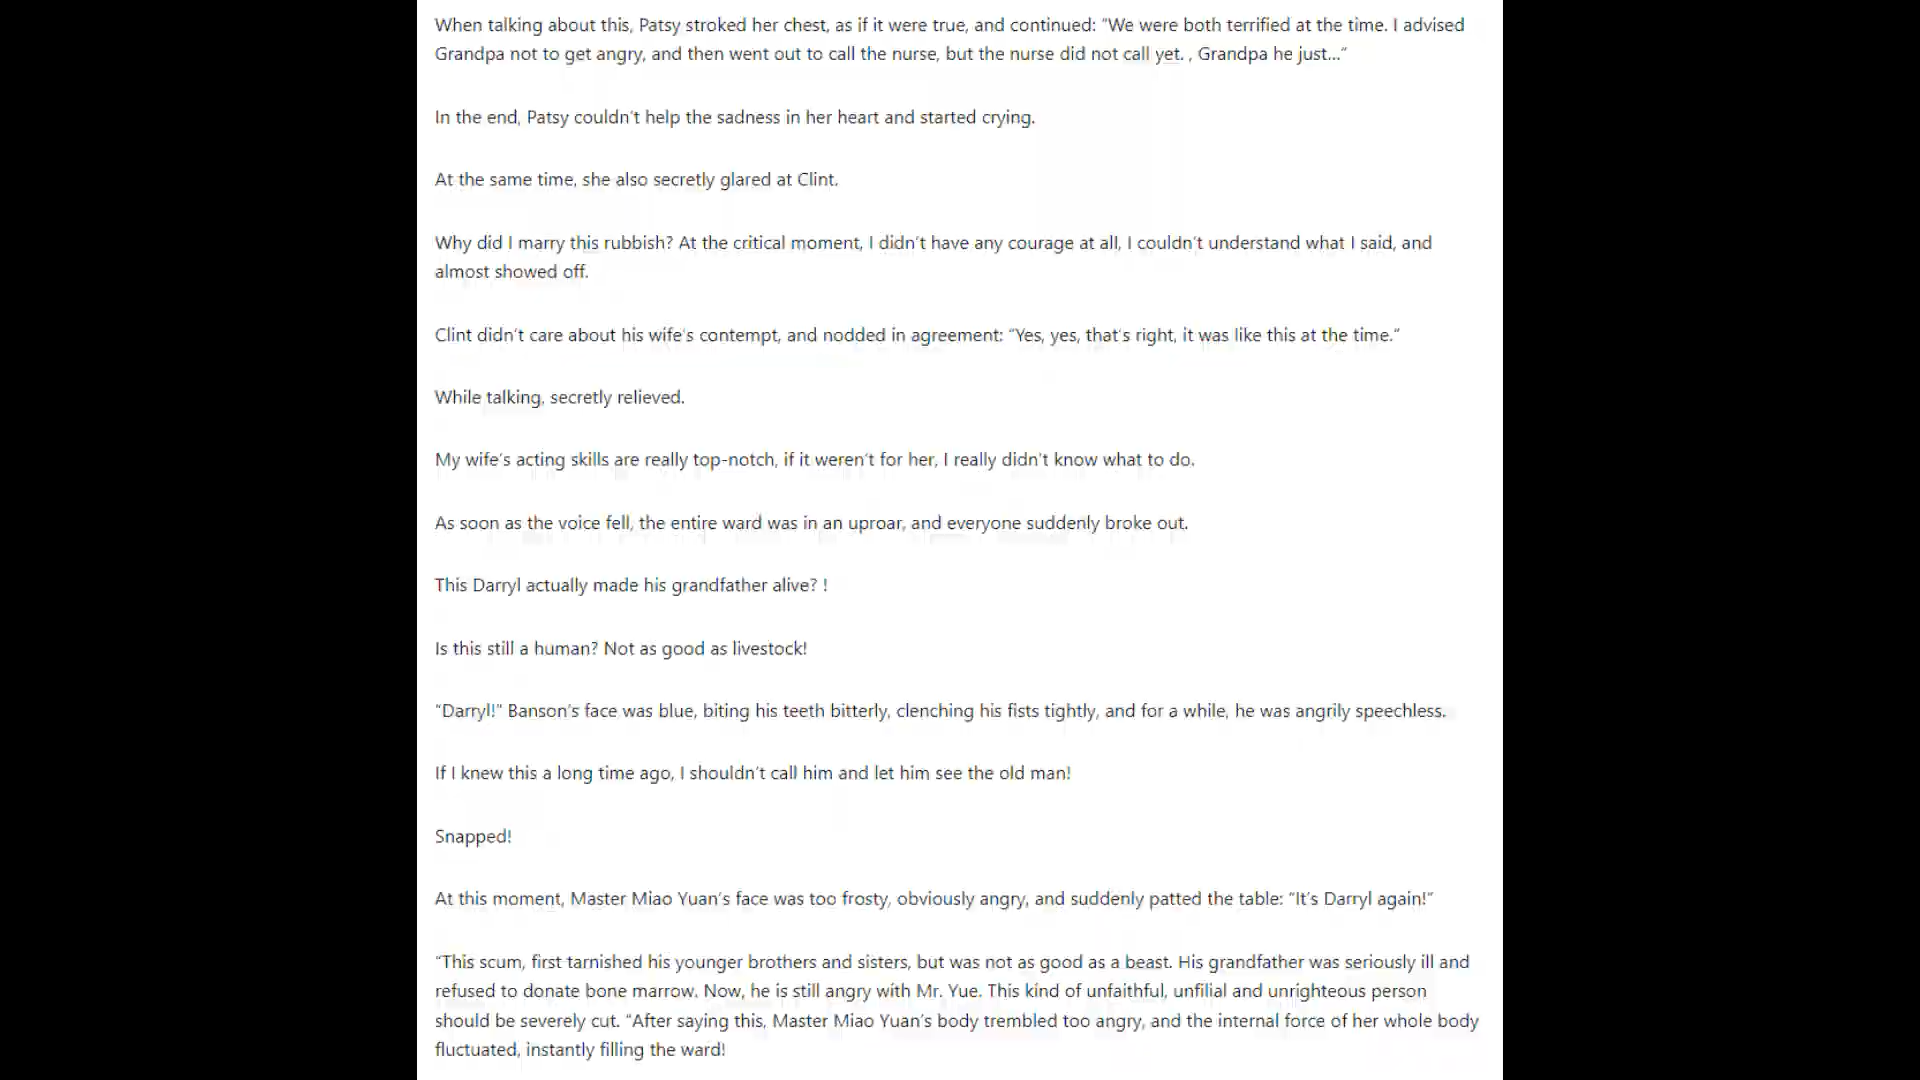 When talking about this, Patsy stroked her chest, as if it were true, and continued: “We were both terrified at the time. I advised
Grandpa not to get angry, and then went out to call the nurse, but the nurse did not call yet. , Grandpa he just…”
In the end, Patsy couldn’t help the sadness in her heart and started crying.
At the same time, she also secretly glared at Clint.
Why did I marry this rubbish? At the critical moment, I didn’t have any courage at all, I couldn’t understand what I said, and
almost showed off.
Clint didn’t care about his wife’s contempt, and nodded in agreement: “Yes, yes, that’s right, it was like this at the time.”
While talking, secretly relieved.
My wife’s acting skills are really top-notch, if it weren’t for her, I really didn’t know what to do.
As soon as the voice fell, the entire ward was in an uproar, and everyone suddenly broke out.
This Darryl actually made his grandfather alive? !
Is this still a human? Not as good as livestock!
“Darryl!” Banson’s face was blue, biting his teeth bitterly, clenching his fists tightly, and for a while, he was angrily speechless.
If I knew this a long time ago, I shouldn’t call him and let him see the old man!
Snapped!
At this moment, Master Miao Yuan’s face was too frosty, obviously angry, and suddenly patted the table: “It’s Darryl again!”
“This scum, first tarnished his younger brothers and sisters, but was not as good as a beast. His grandfather was seriously ill and
refused to donate bone marrow. Now, he is still angry with Mr. Yue. This kind of unfaithful, unfilial and unrighteous person
should be severely cut. “After saying this, Master Miao Yuan’s body trembled too angry, and the internal force of her whole body
fluctuated, instantly filling the ward!